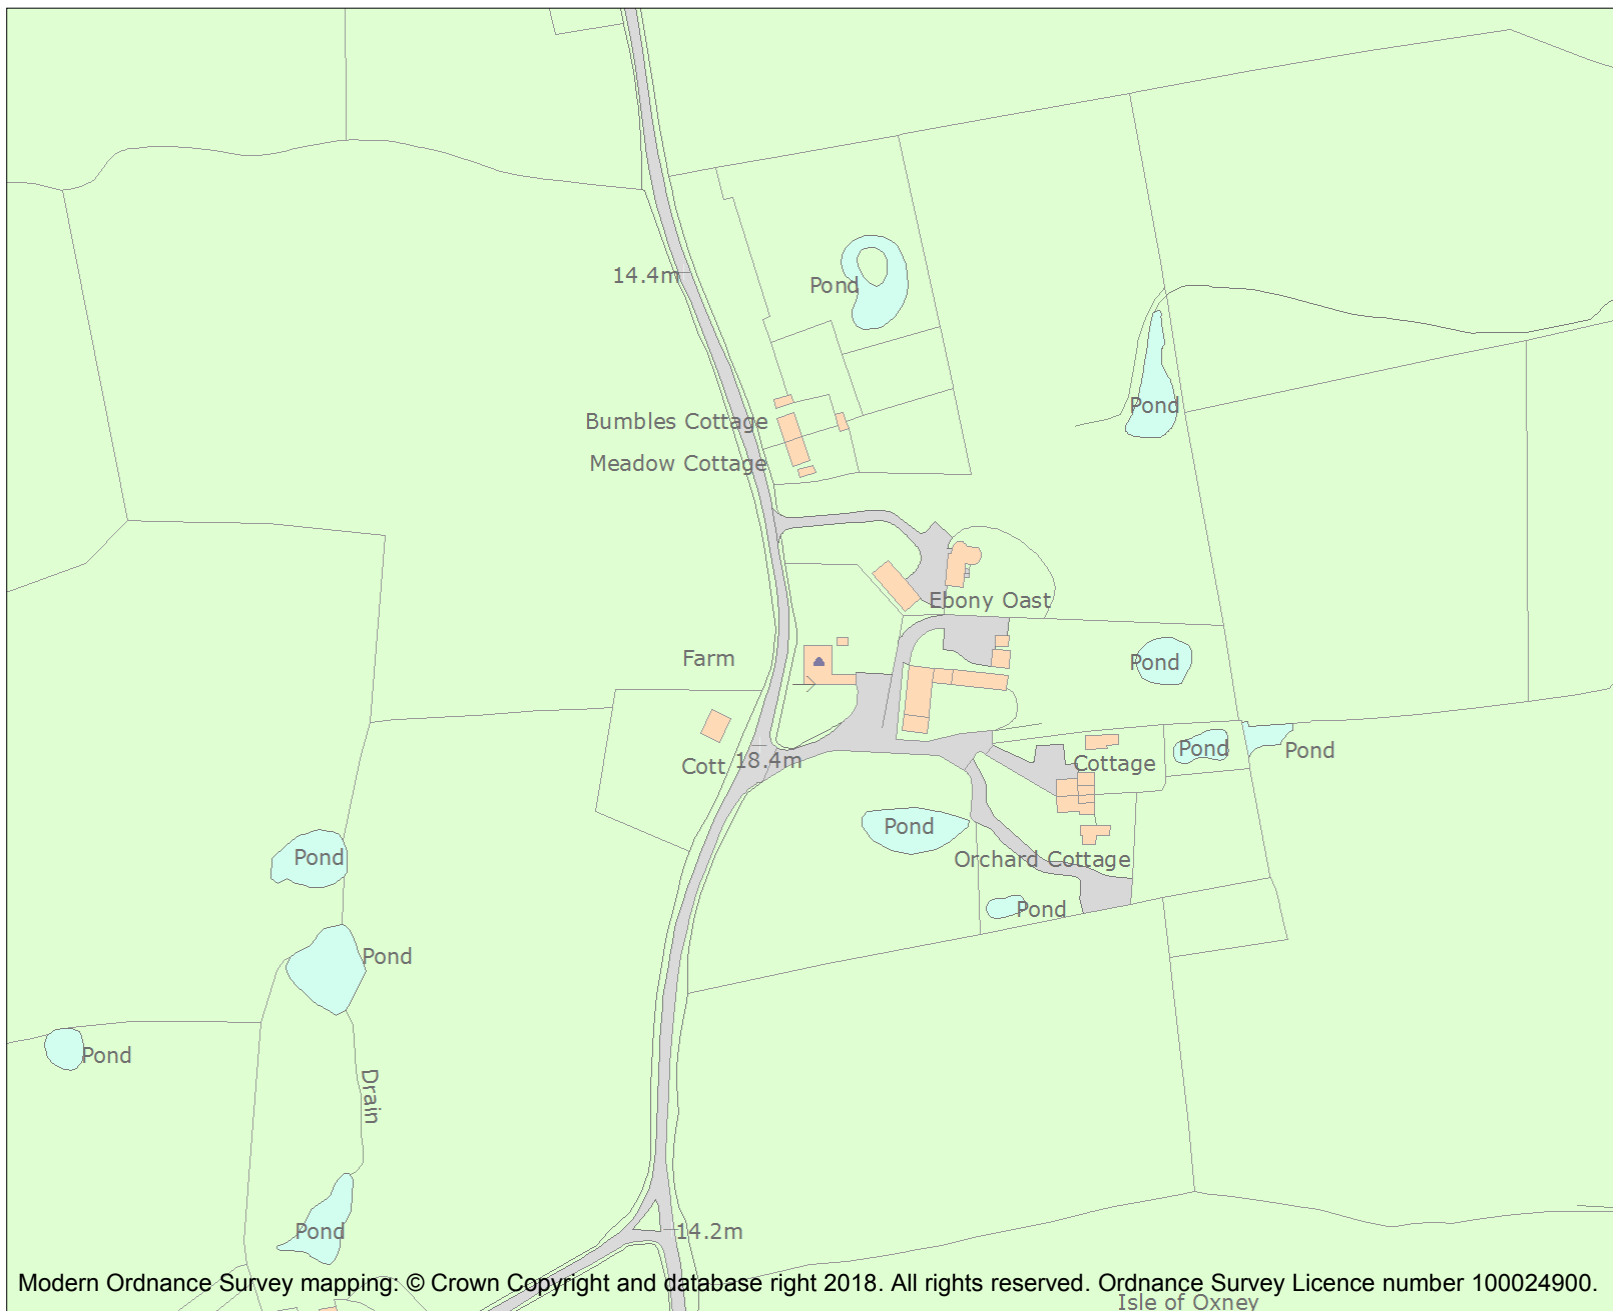 14.4m
Pond
Pond
Bumbles Cottage
Meadow Cottage
Ebony Oast
Farm
Pond
Cott
18.4m
Cottage
Pond
Pond
Pond
Pond
Orchard Cottage
Pond
Pond
Pond
Drain
Pond
14.2m
Modern Ordnance Survey mapping: © Crown Copyright and database right 2018. All rights reserved. Ordnance Survey Licence number 100024900.
Isle of Oxney